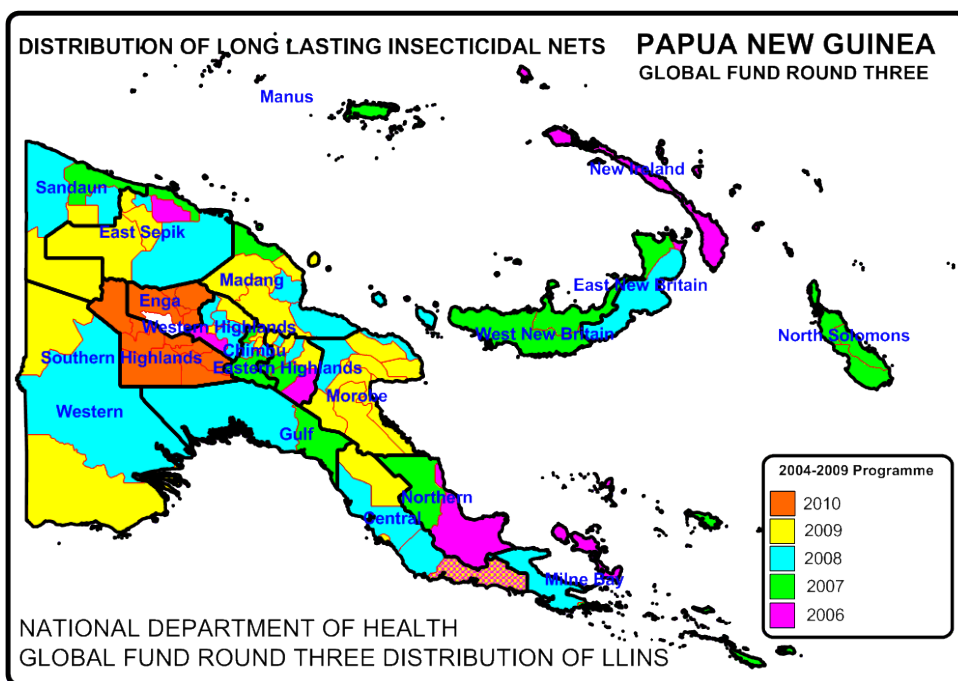 DISTRIBUTION OF LONG LASTING INSECTICIDAL NETS
PAPUA NEW GUINEA
GLOBAL FUND ROUND THREE
Manus
New Ireland
Sandaun
East Sepik
Madang
Enga
Western Highlands
Chimbu
Southern Highlands
Eastern Highlands
Morobe
East New Britain
West New Britain
North Solomons
Western
Gulf
Northern
Central
Milne Bay
2004-2009 Programme
2010
2009
2008
2007
2006
NATIONAL DEPARTMENT OF HEALTH
GLOBAL FUND ROUND THREE DISTRIBUTION OF LLINS